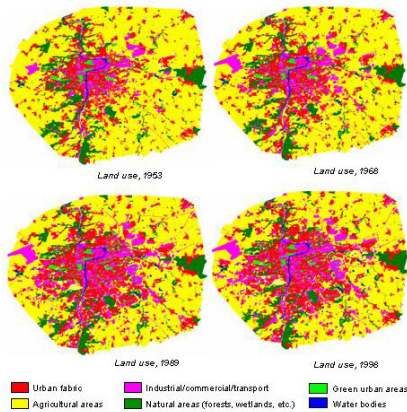 Land use, 1953
Land use, 1968
Land use, 1989
Land use, 1998
Urban fabric
Industrial/commercial/transport
Green urban areas
Agricultural areas
Natural areas (forests, wetlands, etc.)
Water bodies